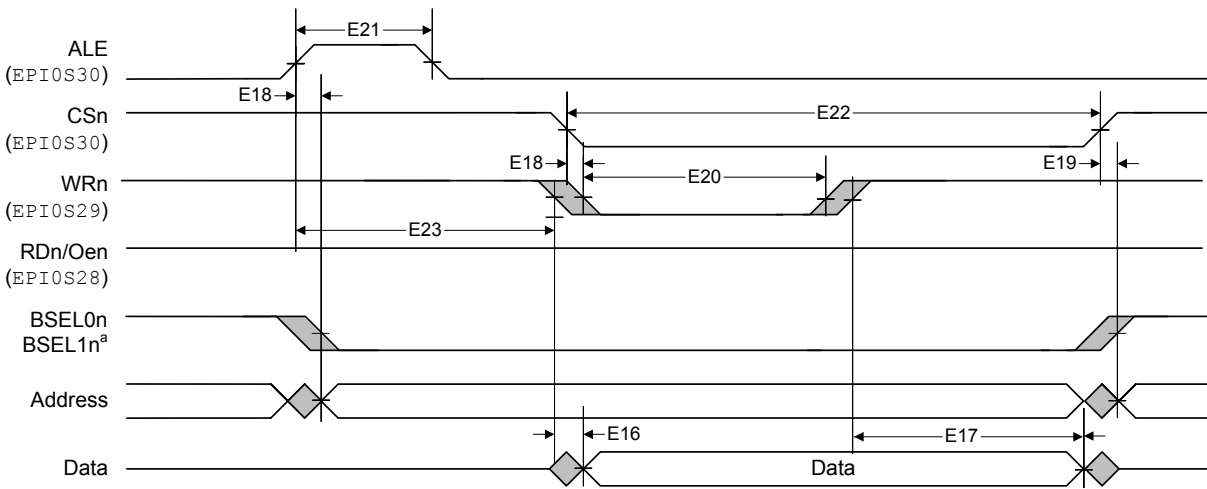 E21
ALE
(EPI0S30)
E18
CSn
(EPI0S30)
E22
E18
E19
WRn
(EPI0S29)
E20
E23
RDn/Oen
(EPI0S28)
BSEL0n
BSEL1nª
Address
E16
E17
Data
Data